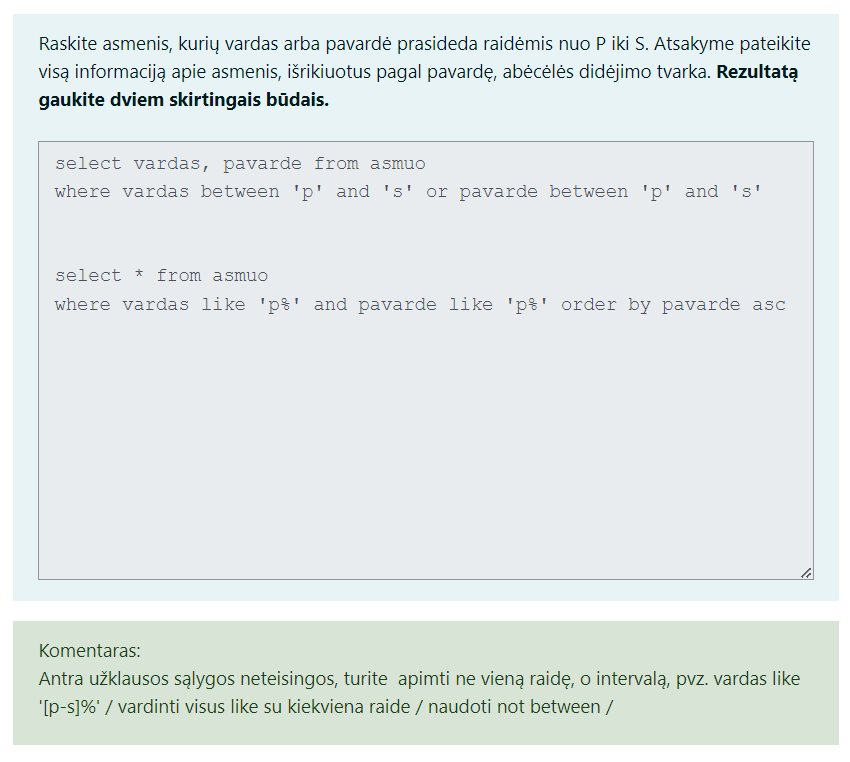 Raskite asmenis, kurių vardas arba pavardė prasideda raidėmis nuo P iki S. Atsakyme pateikite
visą informaciją apie asmenis, išrikiuotus pagal pavardę, abėcėlės didėjimo tvarka. Rezultatą
gaukite dviem skirtingais būdais.
select vardas, pavarde from asmuo
where vardas between 'p' and 's' or pavarde between 'p' and 's'
select * from asmuo
where vardas like 'p%' and pavarde like 'p%' order by pavarde asc
Komentaras:
Antra užklausos sąlygos neteisingos, turite  apimti ne vieną raidę, o intervalą, pvz. vardas like
'[p-s]%' / vardinti visus like su kiekviena raide / naudoti not between /